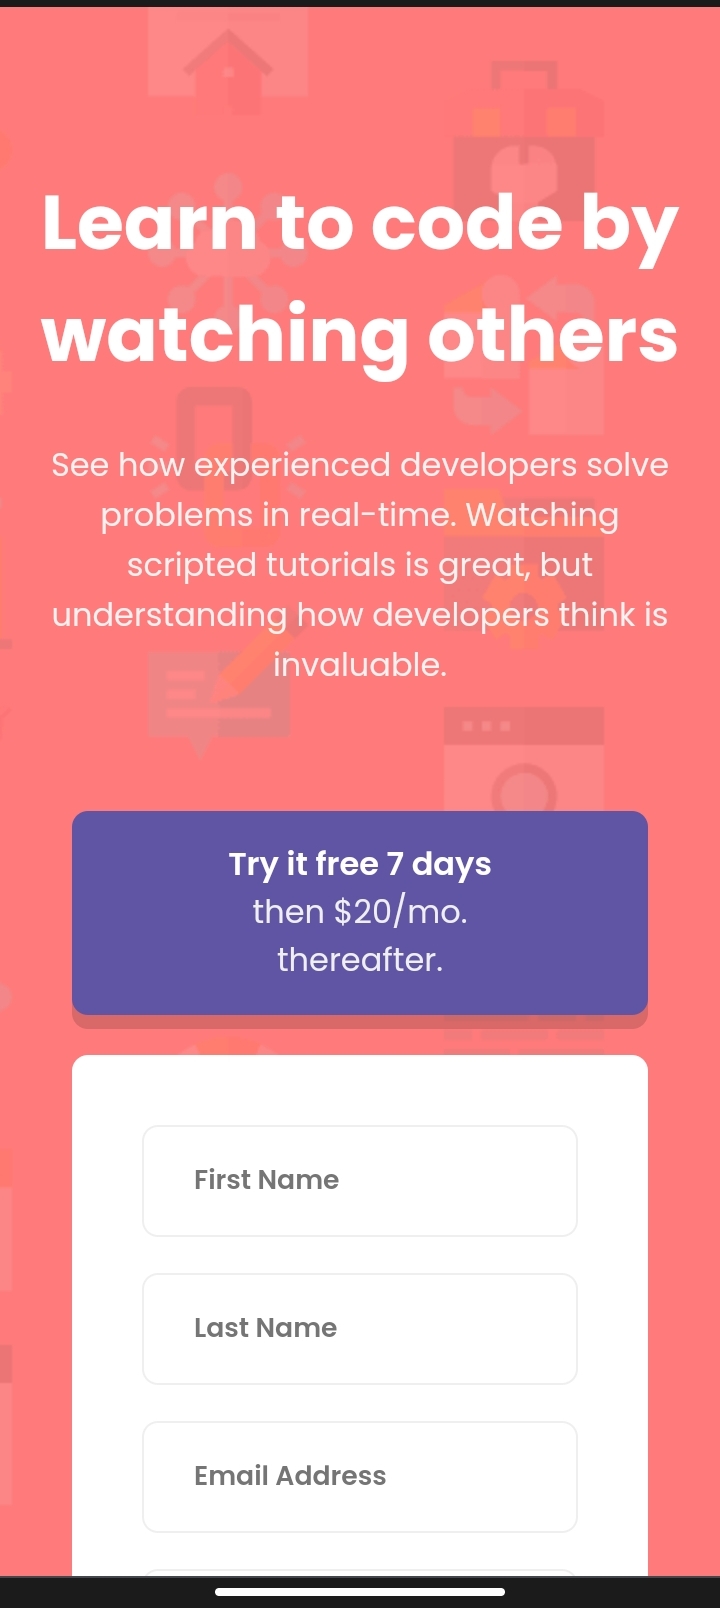 Learn to code by
watching others
See how experienced developers solve
problems in real-time. Watching
scripted tutorials is great, but
understanding how developers think is
invaluable.
Try it free 7 days
then $20/mo.
thereafter.
First Name
Last Name
Email Address